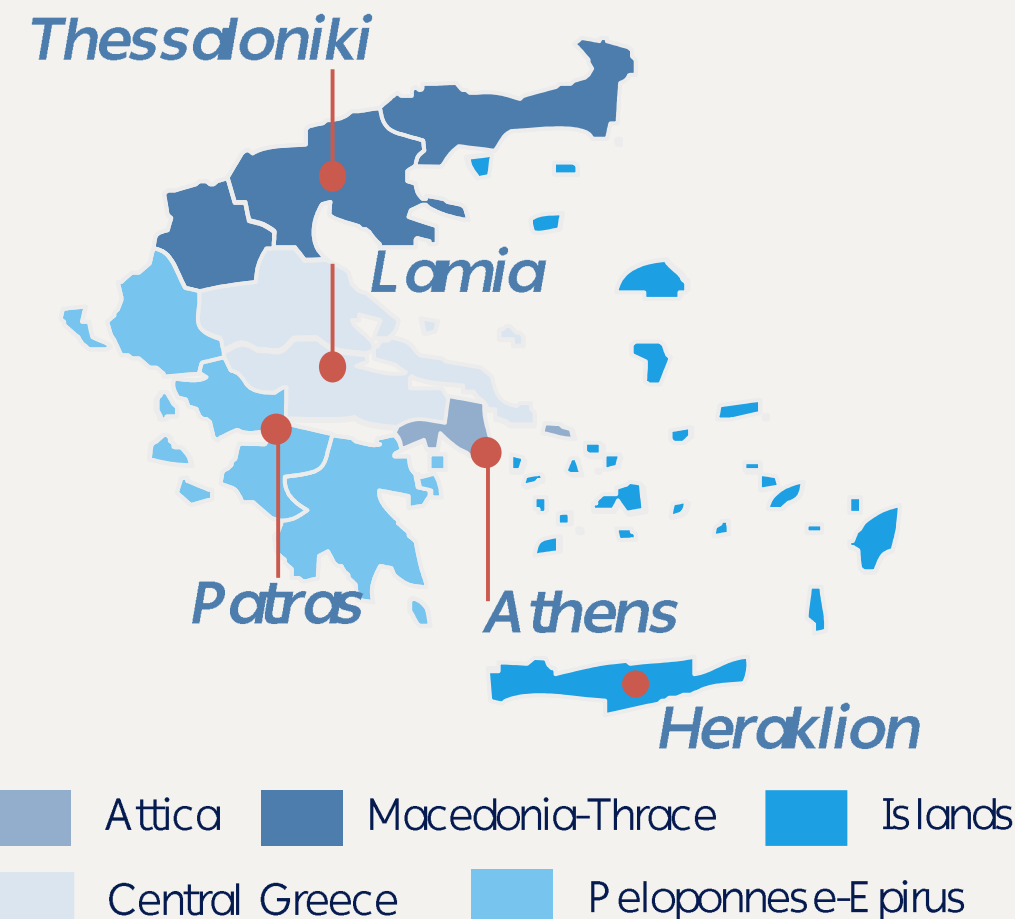 Thessaloniki
Lamia
Patras
Athens
Heraklion
Attica
Macedonia-Thrace
Islands
Central Greece
Peloponnese-Epirus